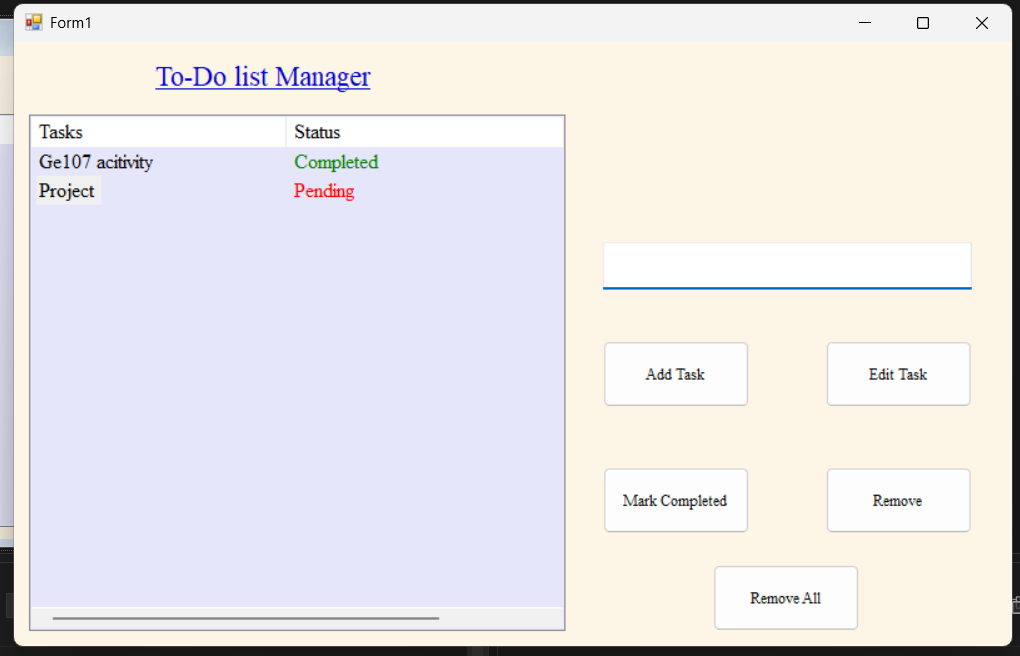 Form1
To-Do list Manager
Tasks Status
Ge107 acitivity Completed
Project Pending
Add Task Edit Task
Mark Completed Remove
Remove All